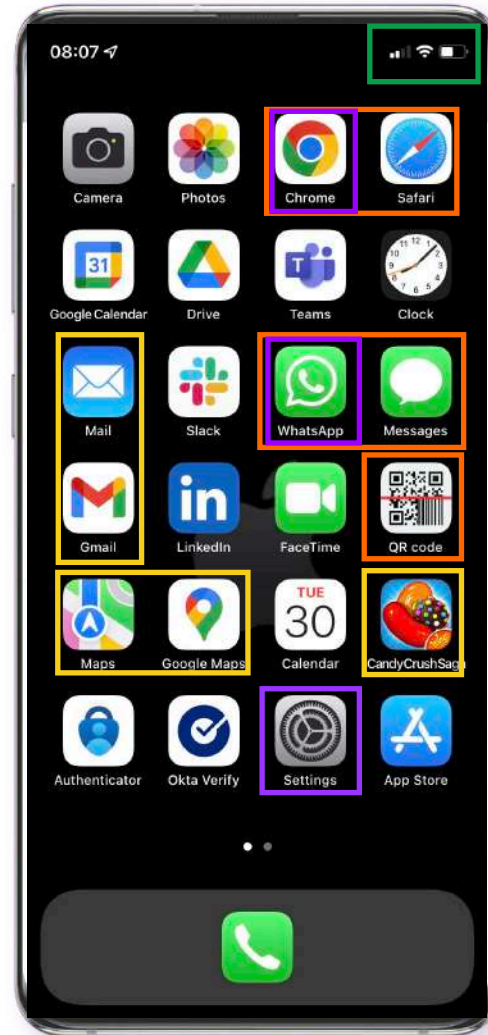 08:07
Camera Photos Chrome Safari
31
T
12
Google Calendar Drive Teams Clock
Mail Slack WhatsApp Messages
in
Gmail LinkedIn FaceTime QR code
TUE
30
Maps Google Maps Calendar CandyCrushSaga
Authenticator Okta Verify Settings App Store